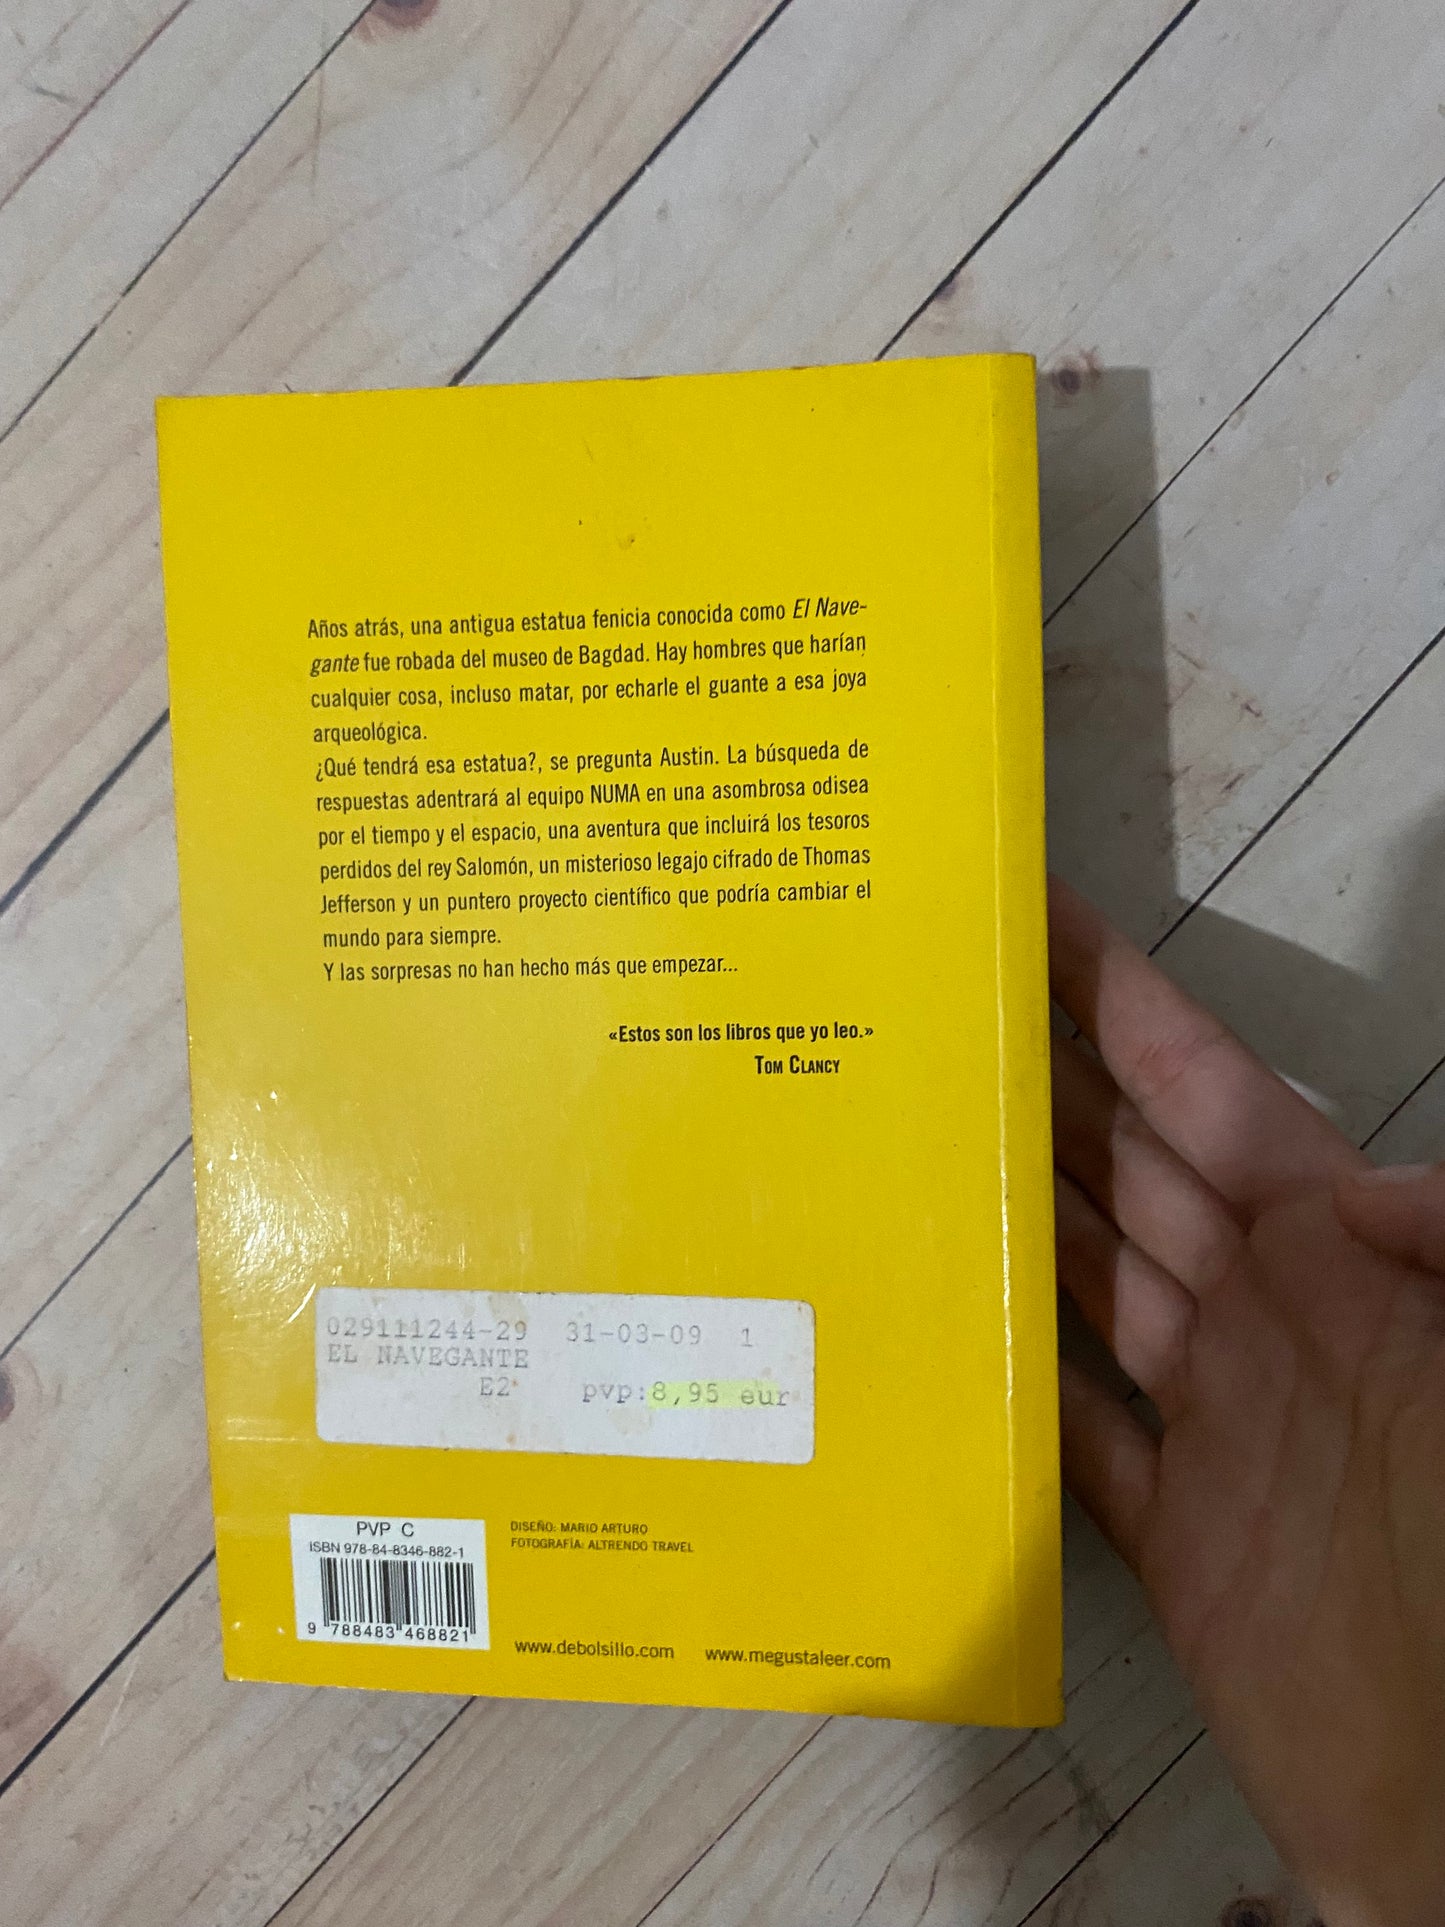 Años atrás, una antigua estatua fenicia conocida como El Nave-
gante fue robada del museo de Bagdad. Hay hombres que harían
cualquier cosa, incluso matar, por echarle el guante a esa joya
arqueológica.
¿Qué tendrá esa estatua?, se pregunta Austin. La búsqueda de
respuestas adentrará al equipo NUMA en una asombrosa odisea
por el tiempo y el espacio, una aventura que incluirá los tesoros
perdidos del rey Salomón, un misterioso legajo cifrado de Thomas
Jefferson y un puntero proyecto científico que podría cambiar el
mundo para siempre.
Y las sorpresas no han hecho más que empezar...
«Estos son los libros que yo leo.»
TOM CLANCY
029111244-29 31-03-09 1
EL NAVEGANTE
E2 pvp:8,95 eur
PVP C
ISBN 978-84-8346-882-1
9 788483 468821
DISEÑO: MARIO ARTURO
FOTOGRAFÍA: ALTRENDO TRAVEL
www.debolsillo.com www.megustaleer.com